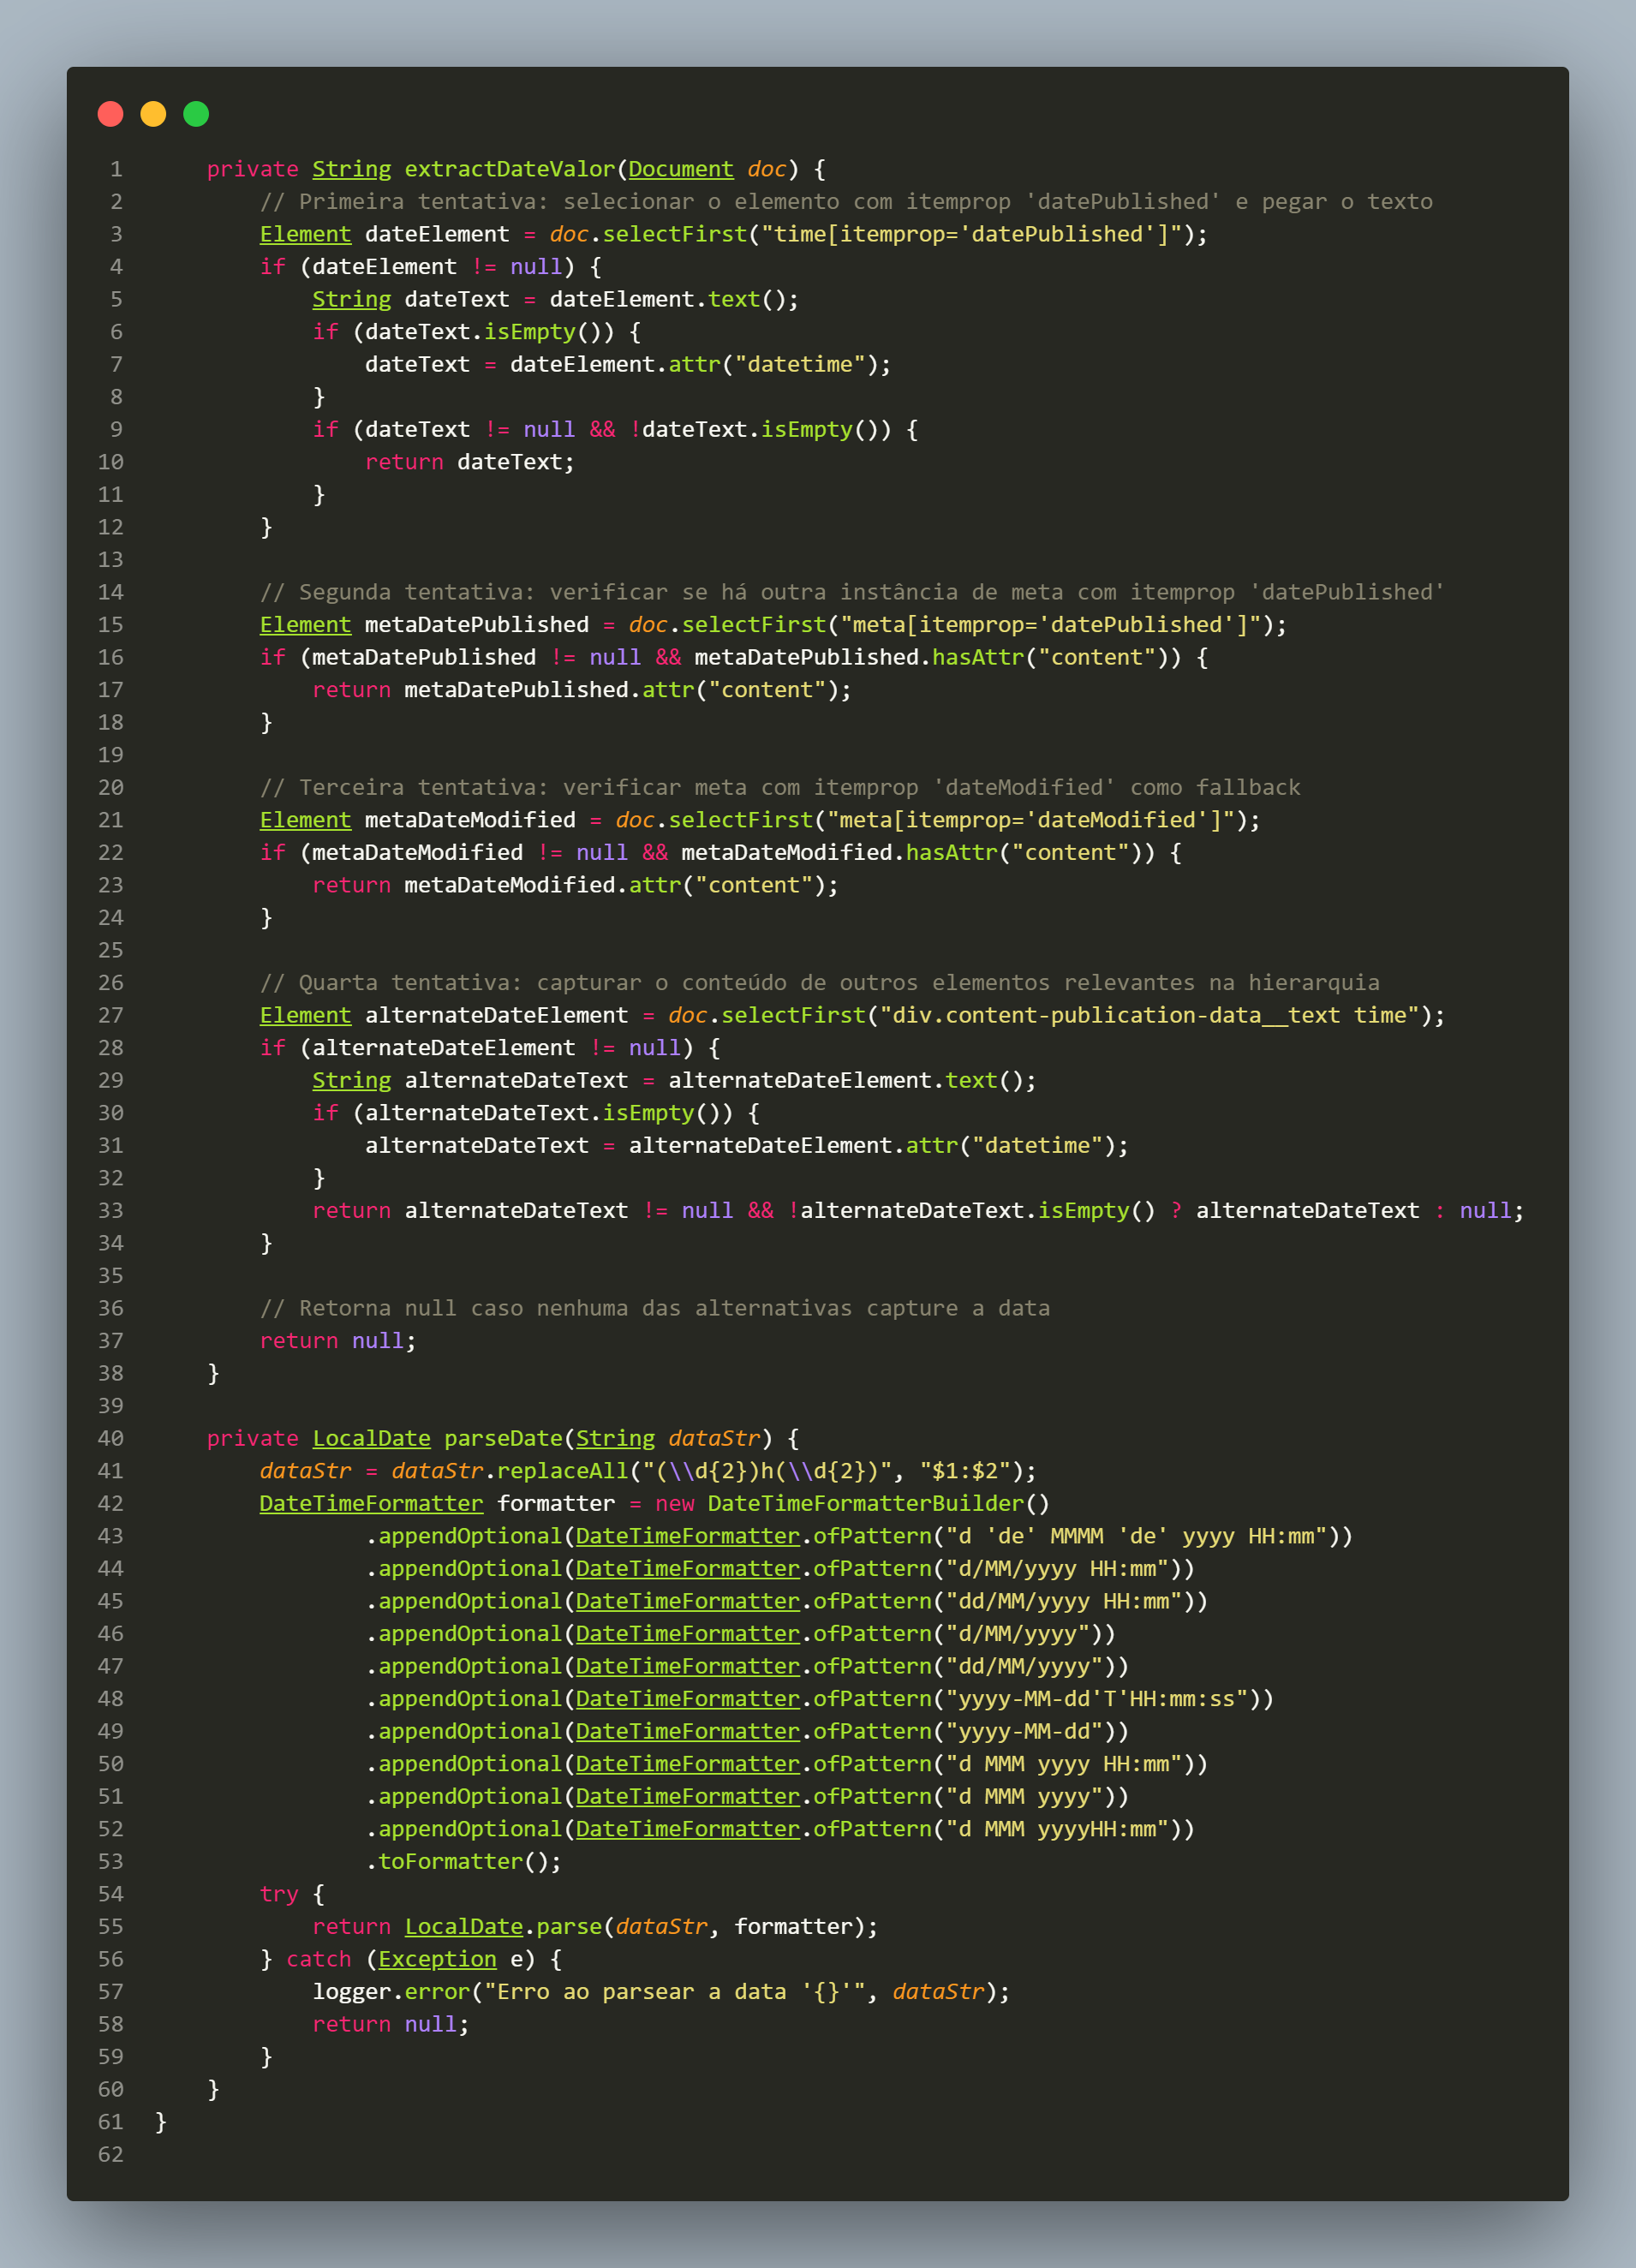 1 private String extractDateValor(Document doc) {
2 // Primeira tentativa: selecionar o elemento com itemprop 'datePublished' e pegar o texto
3 Element dateElement = doc.selectFirst("time[itemprop='datePublished']");
4 if (dateElement != null) {
5 String dateText = dateElement.text();
6 if (dateText.isEmpty()) {
7 dateText = dateElement.attr("datetime");
8 }
9 if (dateText != null && !dateText.isEmpty()) {
10 return dateText;
11 }
12 }
13
14 // Segunda tentativa: verificar se há outra instância de meta com itemprop 'datePublished'
15 Element metaDatePublished = doc.selectFirst("meta[itemprop='datePublished']");
16 if (metaDatePublished != null && metaDatePublished.hasAttr("content")) {
17 return metaDatePublished.attr("content");
18 }
19
20 // Terceira tentativa: verificar meta com itemprop 'dateModified' como fallback
21 Element metaDateModified = doc.selectFirst("meta[itemprop='dateModified']");
22 if (metaDateModified != null && metaDateModified.hasAttr("content")) {
23 return metaDateModified.attr("content");
24 }
25
26 // Quarta tentativa: capturar o conteúdo de outros elementos relevantes na hierarquia
27 Element alternateDateElement = doc.selectFirst("div.content-publication-data__text time");
28 if (alternateDateElement != null) {
29 String alternateDateText = alternateDateElement.text();
30 if (alternateDateText.isEmpty()) {
31 alternateDateText = alternateDateElement.attr("datetime");
32 }
33 return alternateDateText != null && !alternateDateText.isEmpty() ? alternateDateText : null;
34 }
35
36 // Retorna null caso nenhuma das alternativas capture a data
37 return null;
38 }
39
40 private LocalDate parseDate(String dataStr) {
41 dataStr = dataStr.replaceAll("(\\d{2})h(\\d{2})", "$1:$2");
42 DateTimeFormatter formatter = new DateTimeFormatterBuilder()
43 .appendOptional(DateTimeFormatter.ofPattern("d 'de' MMMM 'de' yyyy HH:mm"))
44 .appendOptional(DateTimeFormatter.ofPattern("d/MM/yyyy HH:mm"))
45 .appendOptional(DateTimeFormatter.ofPattern("dd/MM/yyyy HH:mm"))
46 .appendOptional(DateTimeFormatter.ofPattern("d/MM/yyyy"))
47 .appendOptional(DateTimeFormatter.ofPattern("dd/MM/yyyy"))
48 .appendOptional(DateTimeFormatter.ofPattern("yyyy-MM-dd'T'HH:mm:ss"))
49 .appendOptional(DateTimeFormatter.ofPattern("yyyy-MM-dd"))
50 .appendOptional(DateTimeFormatter.ofPattern("d MMM yyyy HH:mm"))
51 .appendOptional(DateTimeFormatter.ofPattern("d MMM yyyy"))
52 .appendOptional(DateTimeFormatter.ofPattern("d MMM yyyyHH:mm"))
53 .toFormatter();
54 try {
55 return LocalDate.parse(dataStr, formatter);
56 } catch (Exception e) {
57 logger.error("Erro ao parsear a data '{}'", dataStr);
58 return null;
59 }
60 }
61 }
62